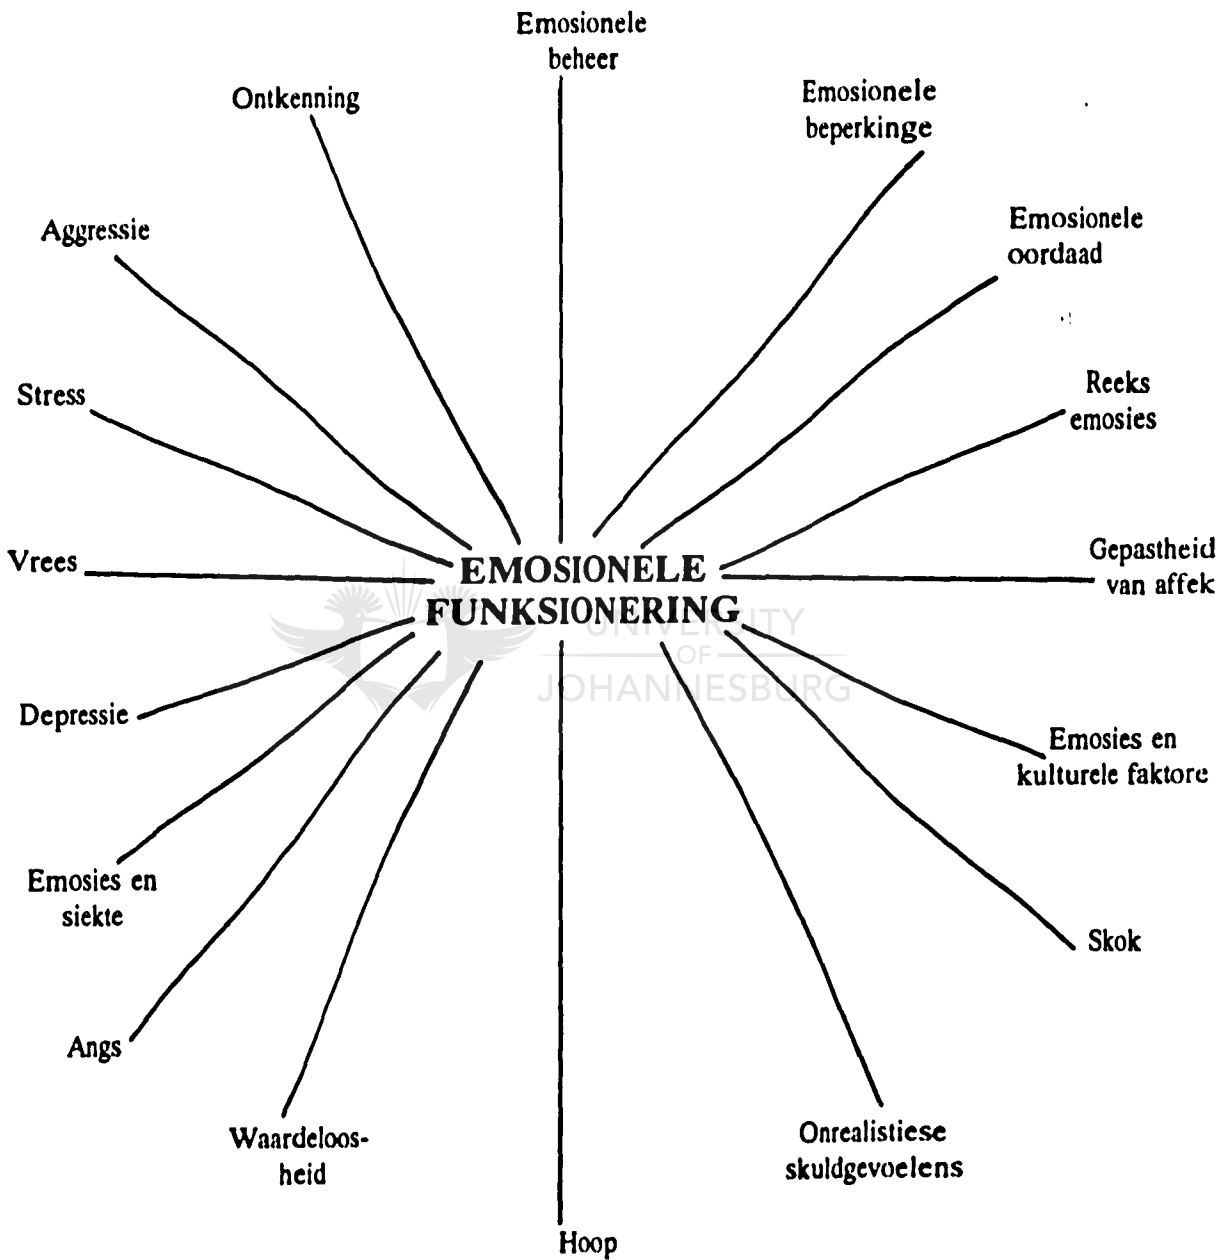 Emosionele
beheer
Ontkenning
Emosionele
beperkinge
Aggressie
Emosionele
oordaad
Stress
Reeks
emosies
Vrees
EMOSIONELE
FUNKSIONERING
Gepastheid
van affek
UNIVERSITY
OF
JOHANNESBURG
Depressie
Emosies en
kulturele faktore
Emosies en
siekte
Skok
Angs
Waardeloos-
heid
Onrealistiese
skuldgevoelens
Hoop